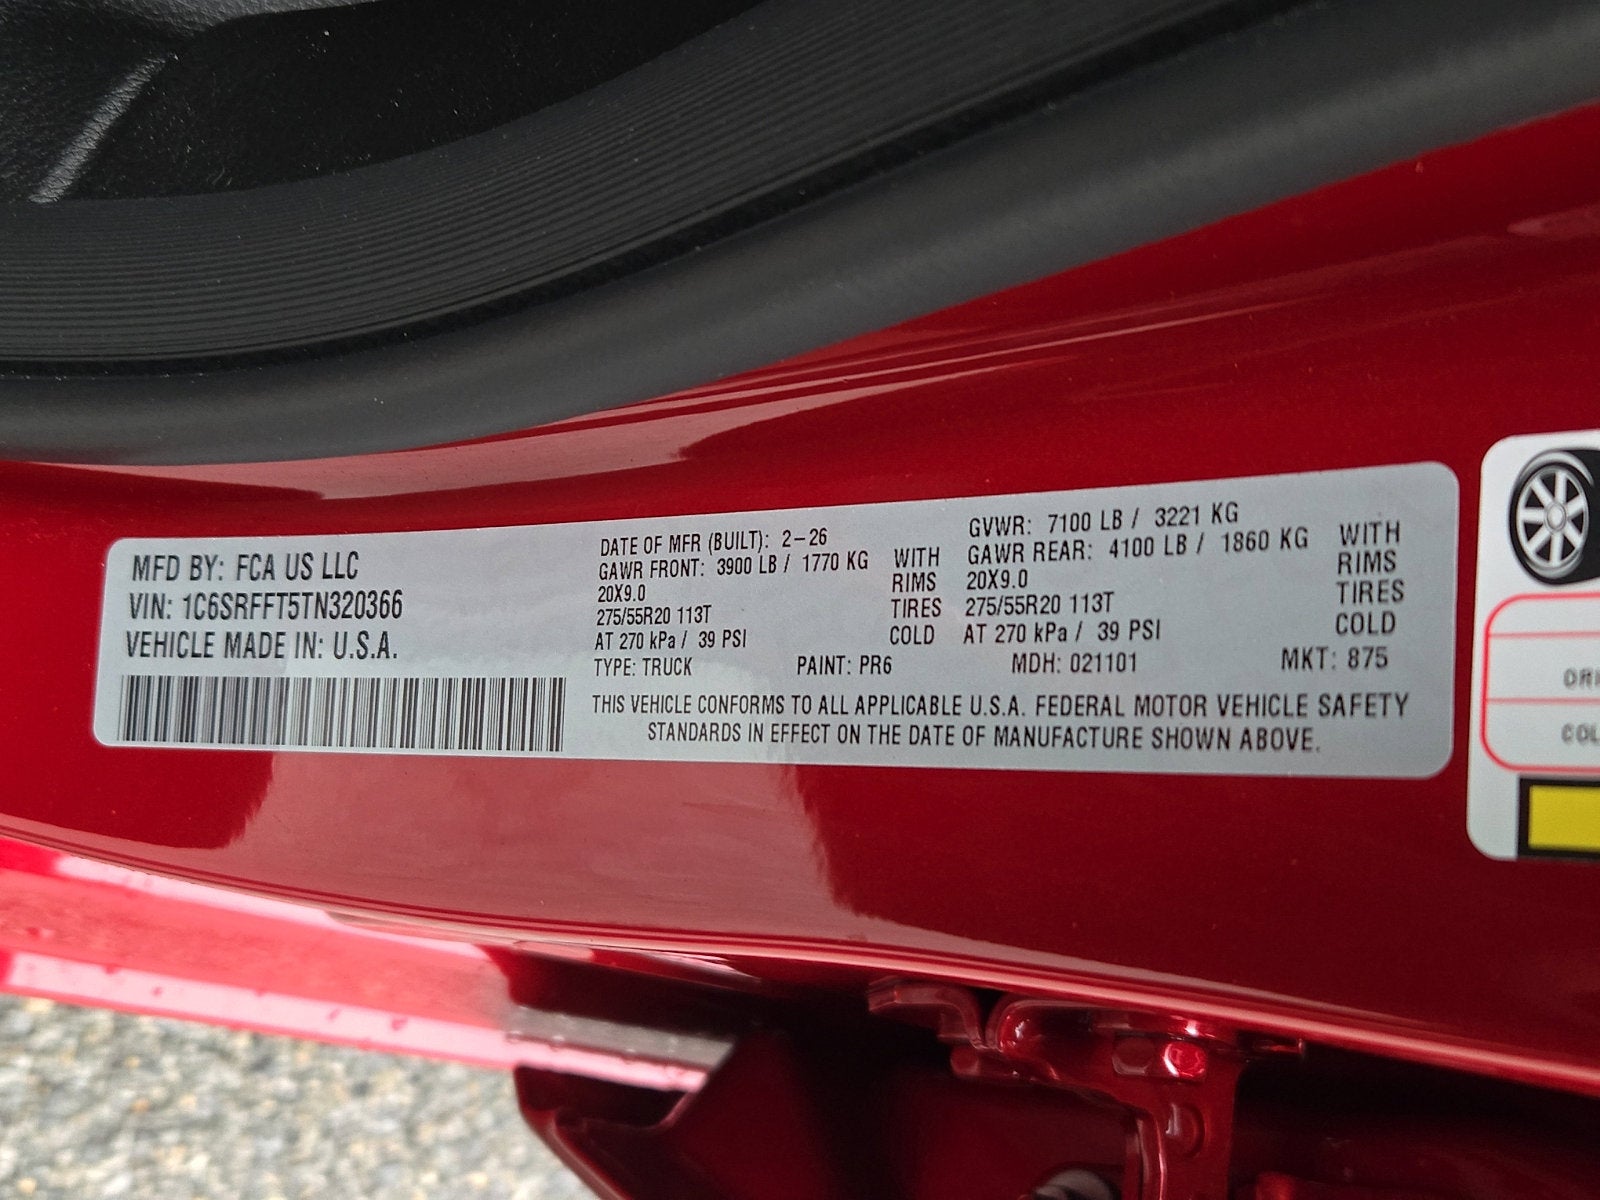 MFD BY: FCA US LLC
VIN: 1C6SRFFT5TN320366
VEHICLE MADE IN: U.S.A.
DATE OF MFR (BUILT): 2-26
GAWR FRONT: 3900 LB / 1770 KG WITH
20X9.0 RIMS
275/55R20 113T TIRES
AT 270 kPa / 39 PSI COLD
GVWR: 7100 LB / 3221 KG
GAWR REAR: 4100 LB / 1860 KG WITH
20X9.0 RIMS
275/55R20 113T TIRES
AT 270 kPa / 39 PSI COLD
TYPE: TRUCK PAINT: PR6 MDH: 021101 MKT: 875
THIS VEHICLE CONFORMS TO ALL APPLICABLE U.S.A. FEDERAL MOTOR VEHICLE SAFETY
STANDARDS IN EFFECT ON THE DATE OF MANUFACTURE SHOWN ABOVE.